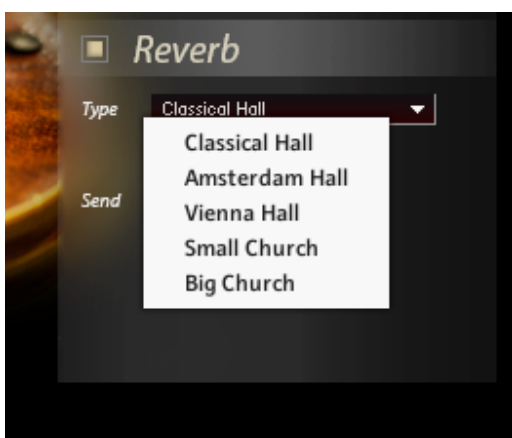 Reverb
Type Classical Hall
Classical Hall
Amsterdam Hall
Vienna Hall
Send
Small Church
Big Church